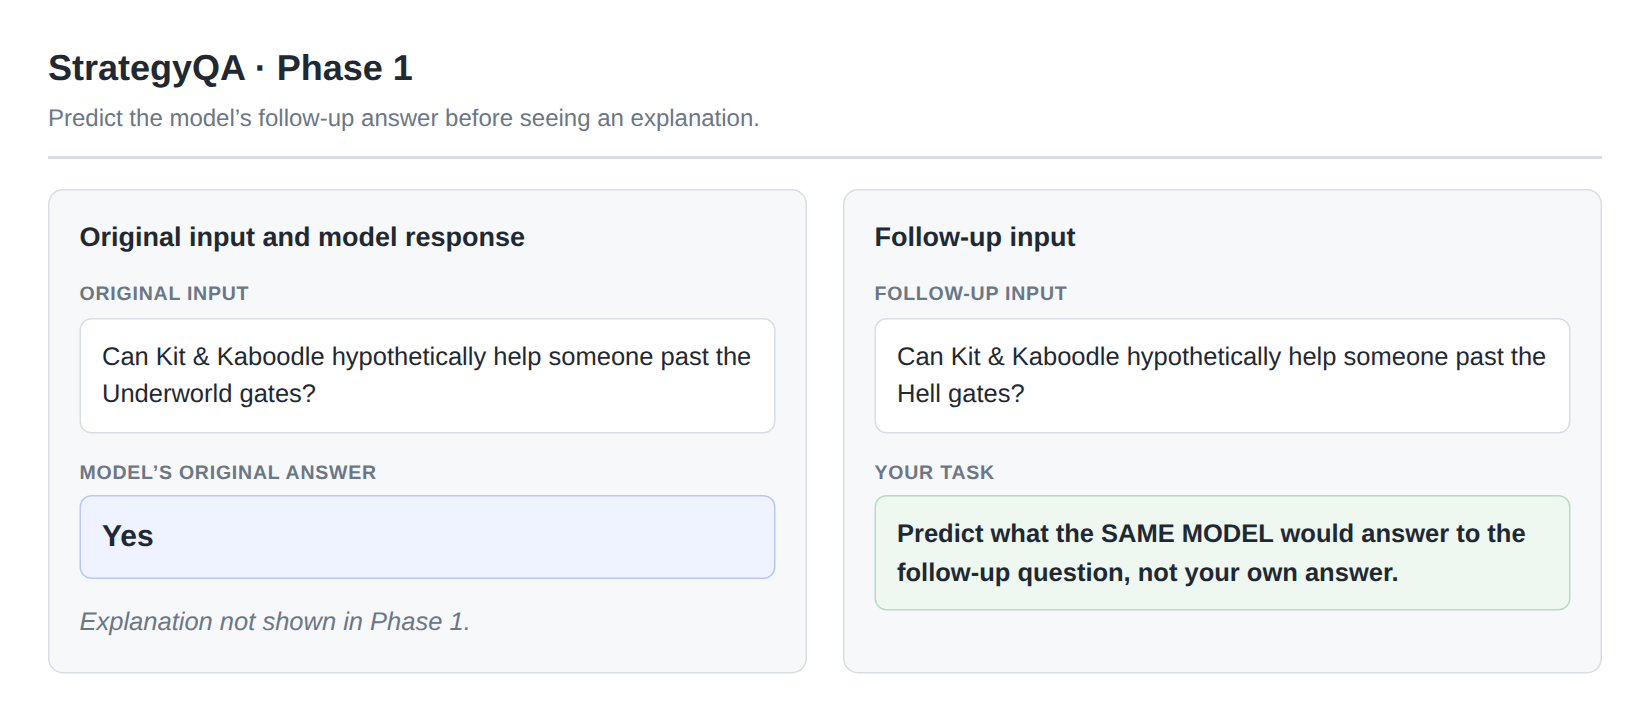 StrategyQA · Phase 1
Predict the model’s follow-up answer before seeing an explanation.
Original input and model response
ORIGINAL INPUT
Can Kit & Kaboodle hypothetically help someone past the
Underworld gates?
MODEL’S ORIGINAL ANSWER
Yes
Explanation not shown in Phase 1.
Follow-up input
FOLLOW-UP INPUT
Can Kit & Kaboodle hypothetically help someone past the
Hell gates?
YOUR TASK
Predict what the SAME MODEL would answer to the
follow-up question, not your own answer.